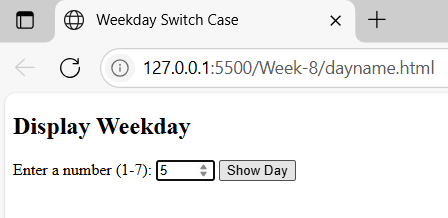 Weekday Switch Case
127.0.0.1:5500/Week-8/dayname.html
Display Weekday
Enter a number (1-7): 5 Show Day